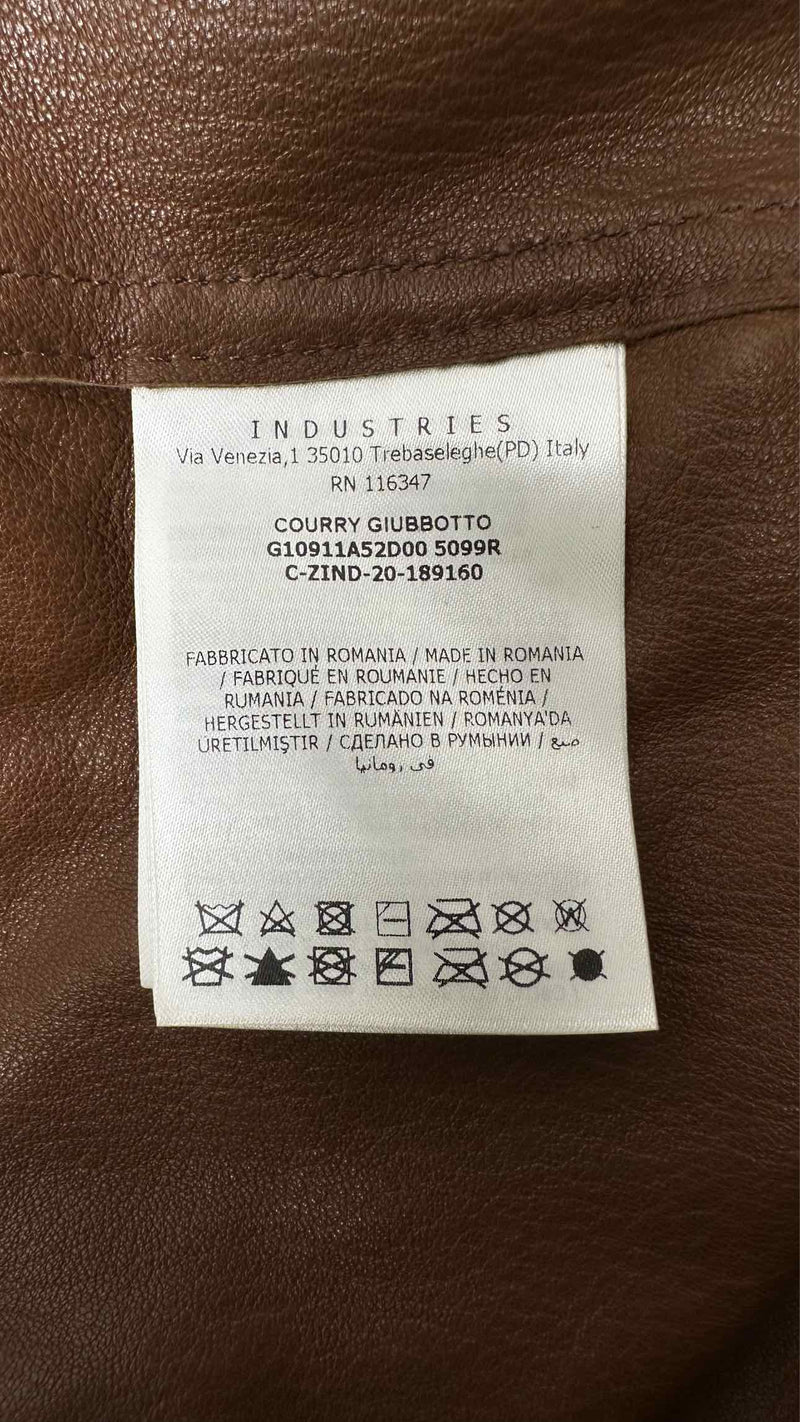 INDUSTRIES
Via Venezia,1 35010 Trebaseleghe(PD) Italy
RN 116347
COURRY GIUBBOTTO
G10911A52D00 5099R
C-ZIND-20-189160
FABBRICATO IN ROMANIA / MADE IN ROMANIA
/ FABRIQUÉ EN ROUMANIE / HECHO EN
RUMANIA / FABRICADO NA ROMÉNIA /
HERGESTELLT IN RUMÄNIEN / ROMANYA'DA
ÜRETILMIŞTIR / СДЕЛАНО В РУМЫНИИ / صنع
في رومانيا
W